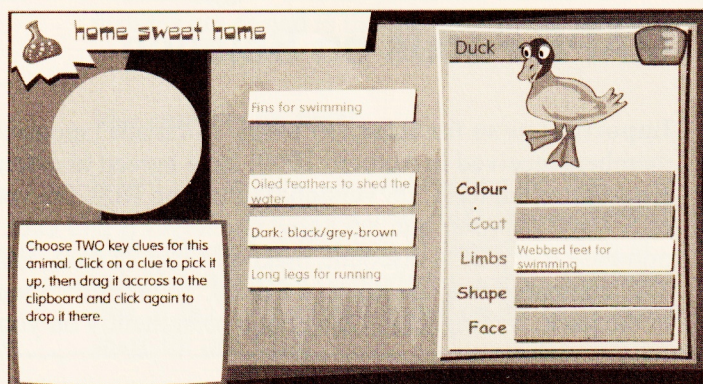 home sweet home
Fins for swimming
Oiled feathers to shed the
water
Dark: black/grey-brown
Long legs for running
Choose TWO key clues for this
animal. Click on a clue to pick it
up, then drag it accross to the
clipboard and click again to
drop it there.
Duck
Colour
Coat
Limbs Webbed feet for
swimming
Shape
Face